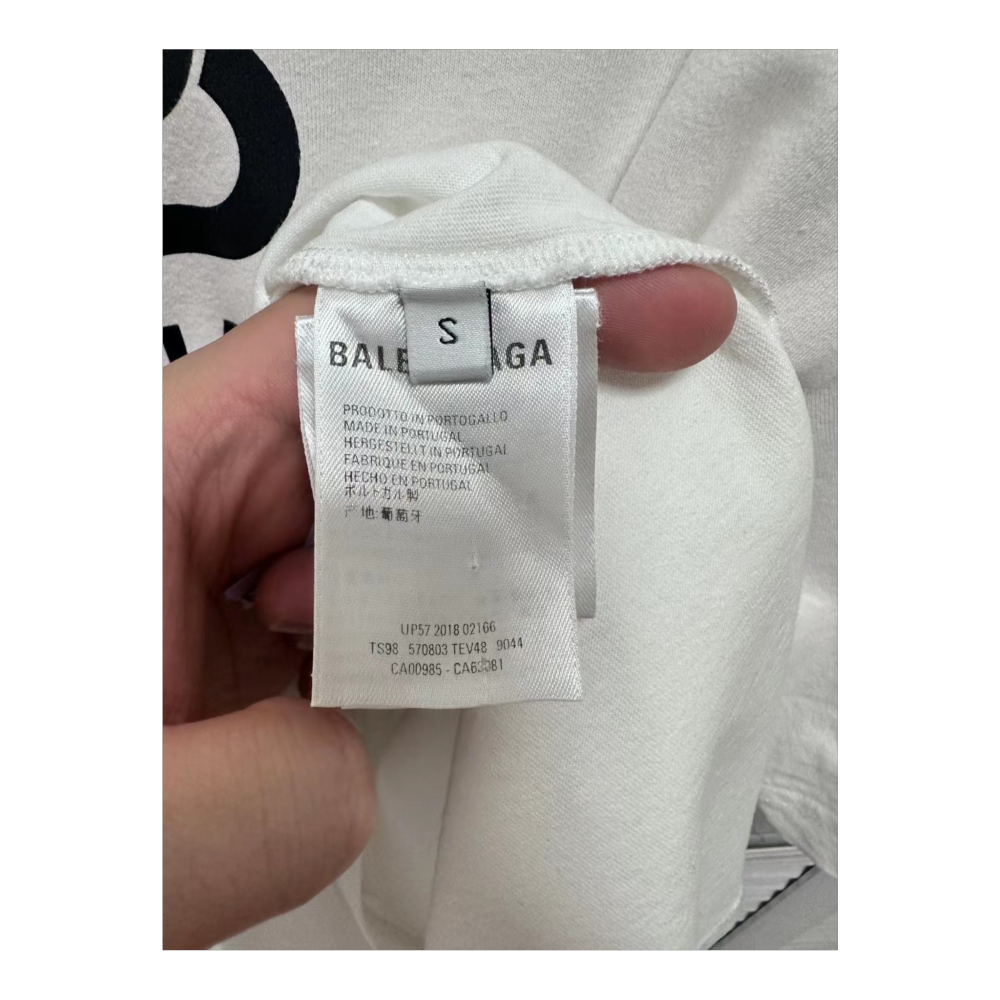 S
BALE AGA
PRODOTTO IN PORTOGALLO
MADE IN PORTUGAL
HERGESTELLT IN PORTUGAL
FABRIQUE EN PORTUGAL
HECHO EN PORTUGAL
ポルトガル製
产地:葡萄牙
UP57 2018 02166
TS98 570803 TEV48 9044
CA00985 - CA62081